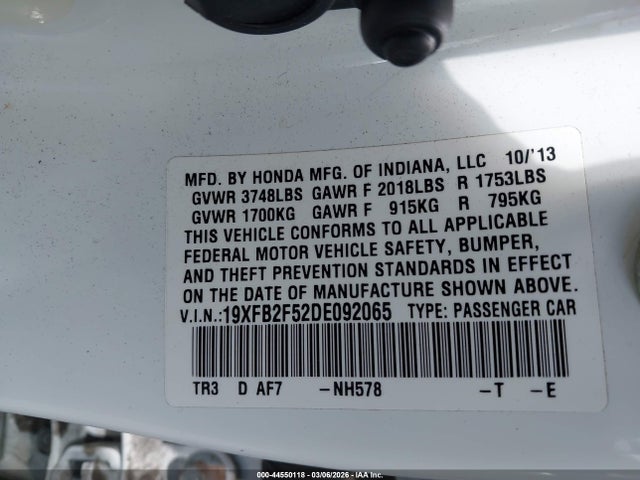 MFD. BY HONDA MFG. OF INDIANA, LLC 10/'13
GVWR 3748LBS GAWR F 2018LBS R 1753LBS
GVWR 1700KG GAWR F 915KG R 795KG
THIS VEHICLE CONFORMS TO ALL APPLICABLE
FEDERAL MOTOR VEHICLE SAFETY, BUMPER,
AND THEFT PREVENTION STANDARDS IN EFFECT
ON THE DATE OF MANUFACTURE SHOWN ABOVE.
V.I.N.:19XFB2F52DE092065 TYPE: PASSENGER CAR
TR3 D AF7 -NH578 -T -E
000-44550118 - 03/06/2026 - IAA Inc.